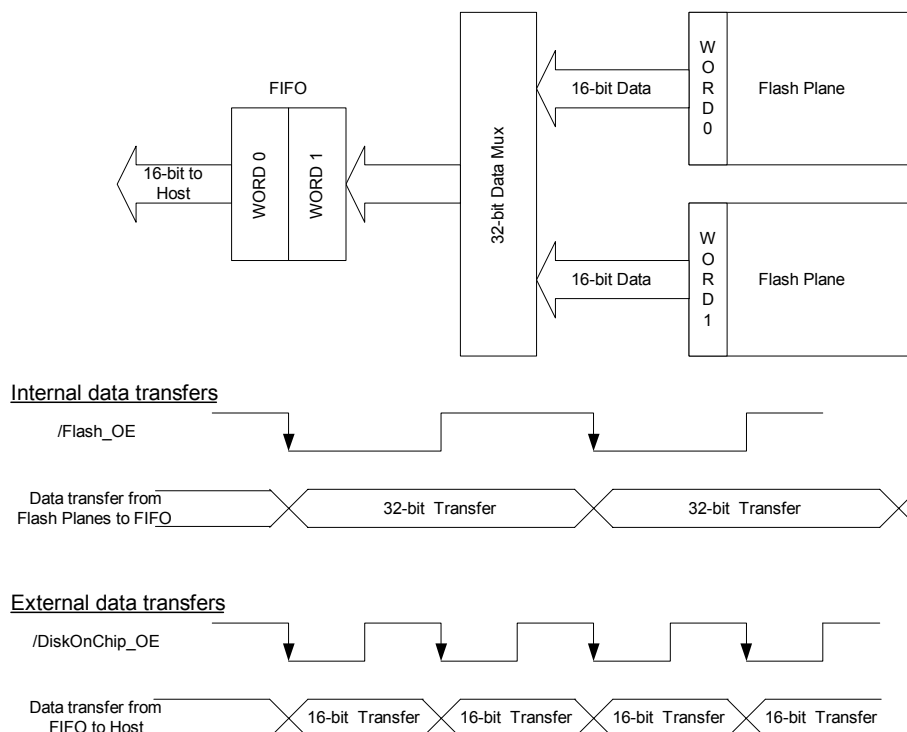 FIFO
16-bit to
Host
WORD 0
WORD 1
32-bit Data Mux
16-bit Data
WORD0
Flash Plane
16-bit Data
WORD1
Flash Plane
Internal data transfers
/Flash_OE
Data transfer from
Flash Planes to FIFO
32-bit Transfer
32-bit Transfer
External data transfers
/DiskOnChip_OE
Data transfer from
FIFO to Host
16-bit Transfer
16-bit Transfer
16-bit Transfer
16-bit Transfer